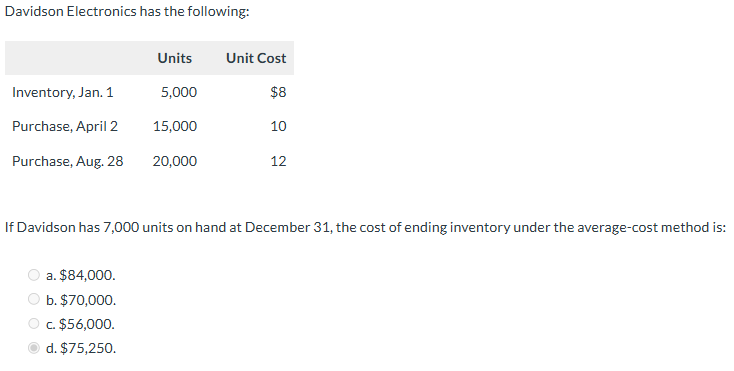 Davidson Electronics has the following:
Units Unit Cost
Inventory, Jan. 1 5,000 $8
Purchase, April 2 15,000 10
Purchase, Aug. 28 20,000 12
If Davidson has 7,000 units on hand at December 31, the cost of ending inventory under the average-cost method is:
a. $84,000.
b. $70,000.
c. $56,000.
d. $75,250.